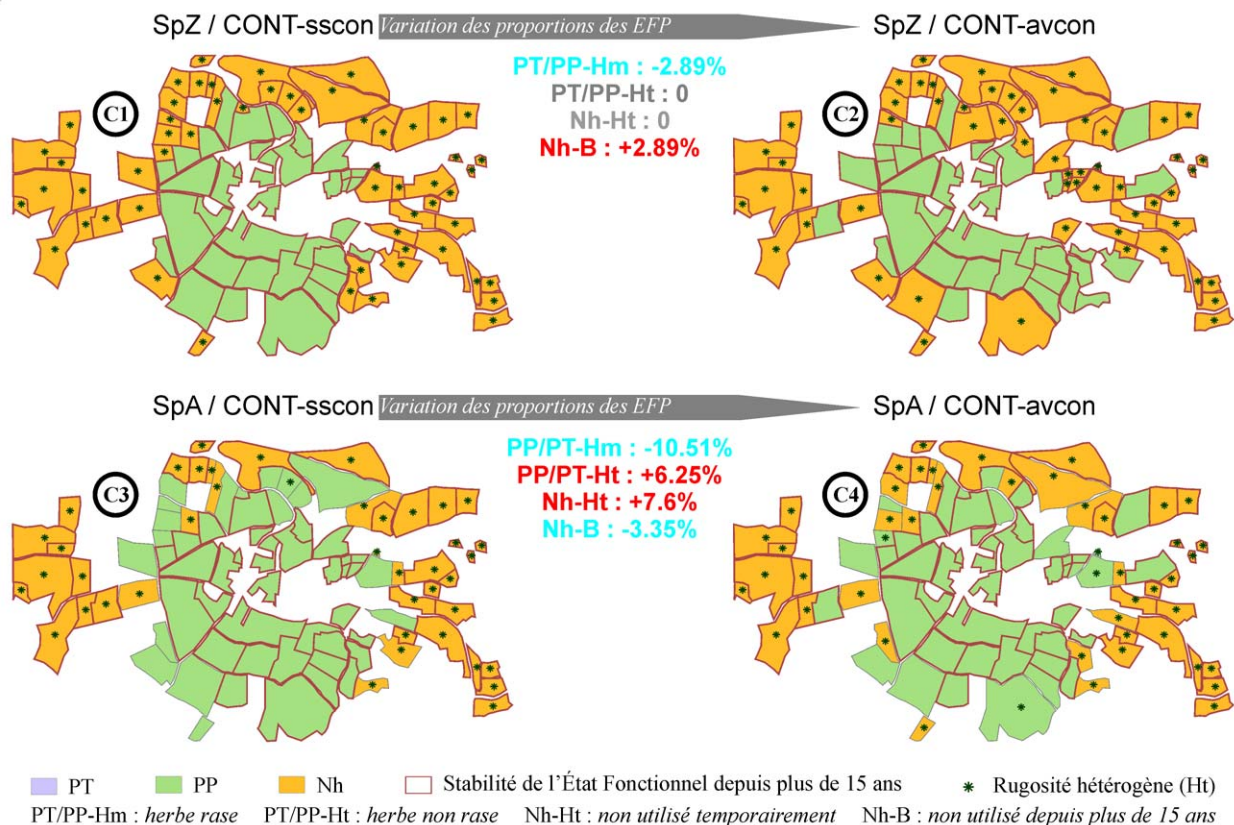 SpZ / CONT-sscon Variation des proportions des EFP SpZ / CONT-avcon
PT/PP-Hm : -2.89%
PT/PP-Ht : 0
Nh-Ht : 0
Nh-B : +2.89%
C1
C2
SpA / CONT-sscon Variation des proportions des EFP SpA / CONT-avcon
PP/PT-Hm : -10.51%
PP/PT-Ht : +6.25%
Nh-Ht : +7.6%
Nh-B : -3.35%
C3
C4
PT PP Nh Stabilité de l'État Fonctionnel depuis plus de 15 ans Rugosité hétérogène (Ht)
PT/PP-Hm : herbe rase PT/PP-Ht : herbe non rase Nh-Ht : non utilisé temporairement Nh-B : non utilisé depuis plus de 15 ans